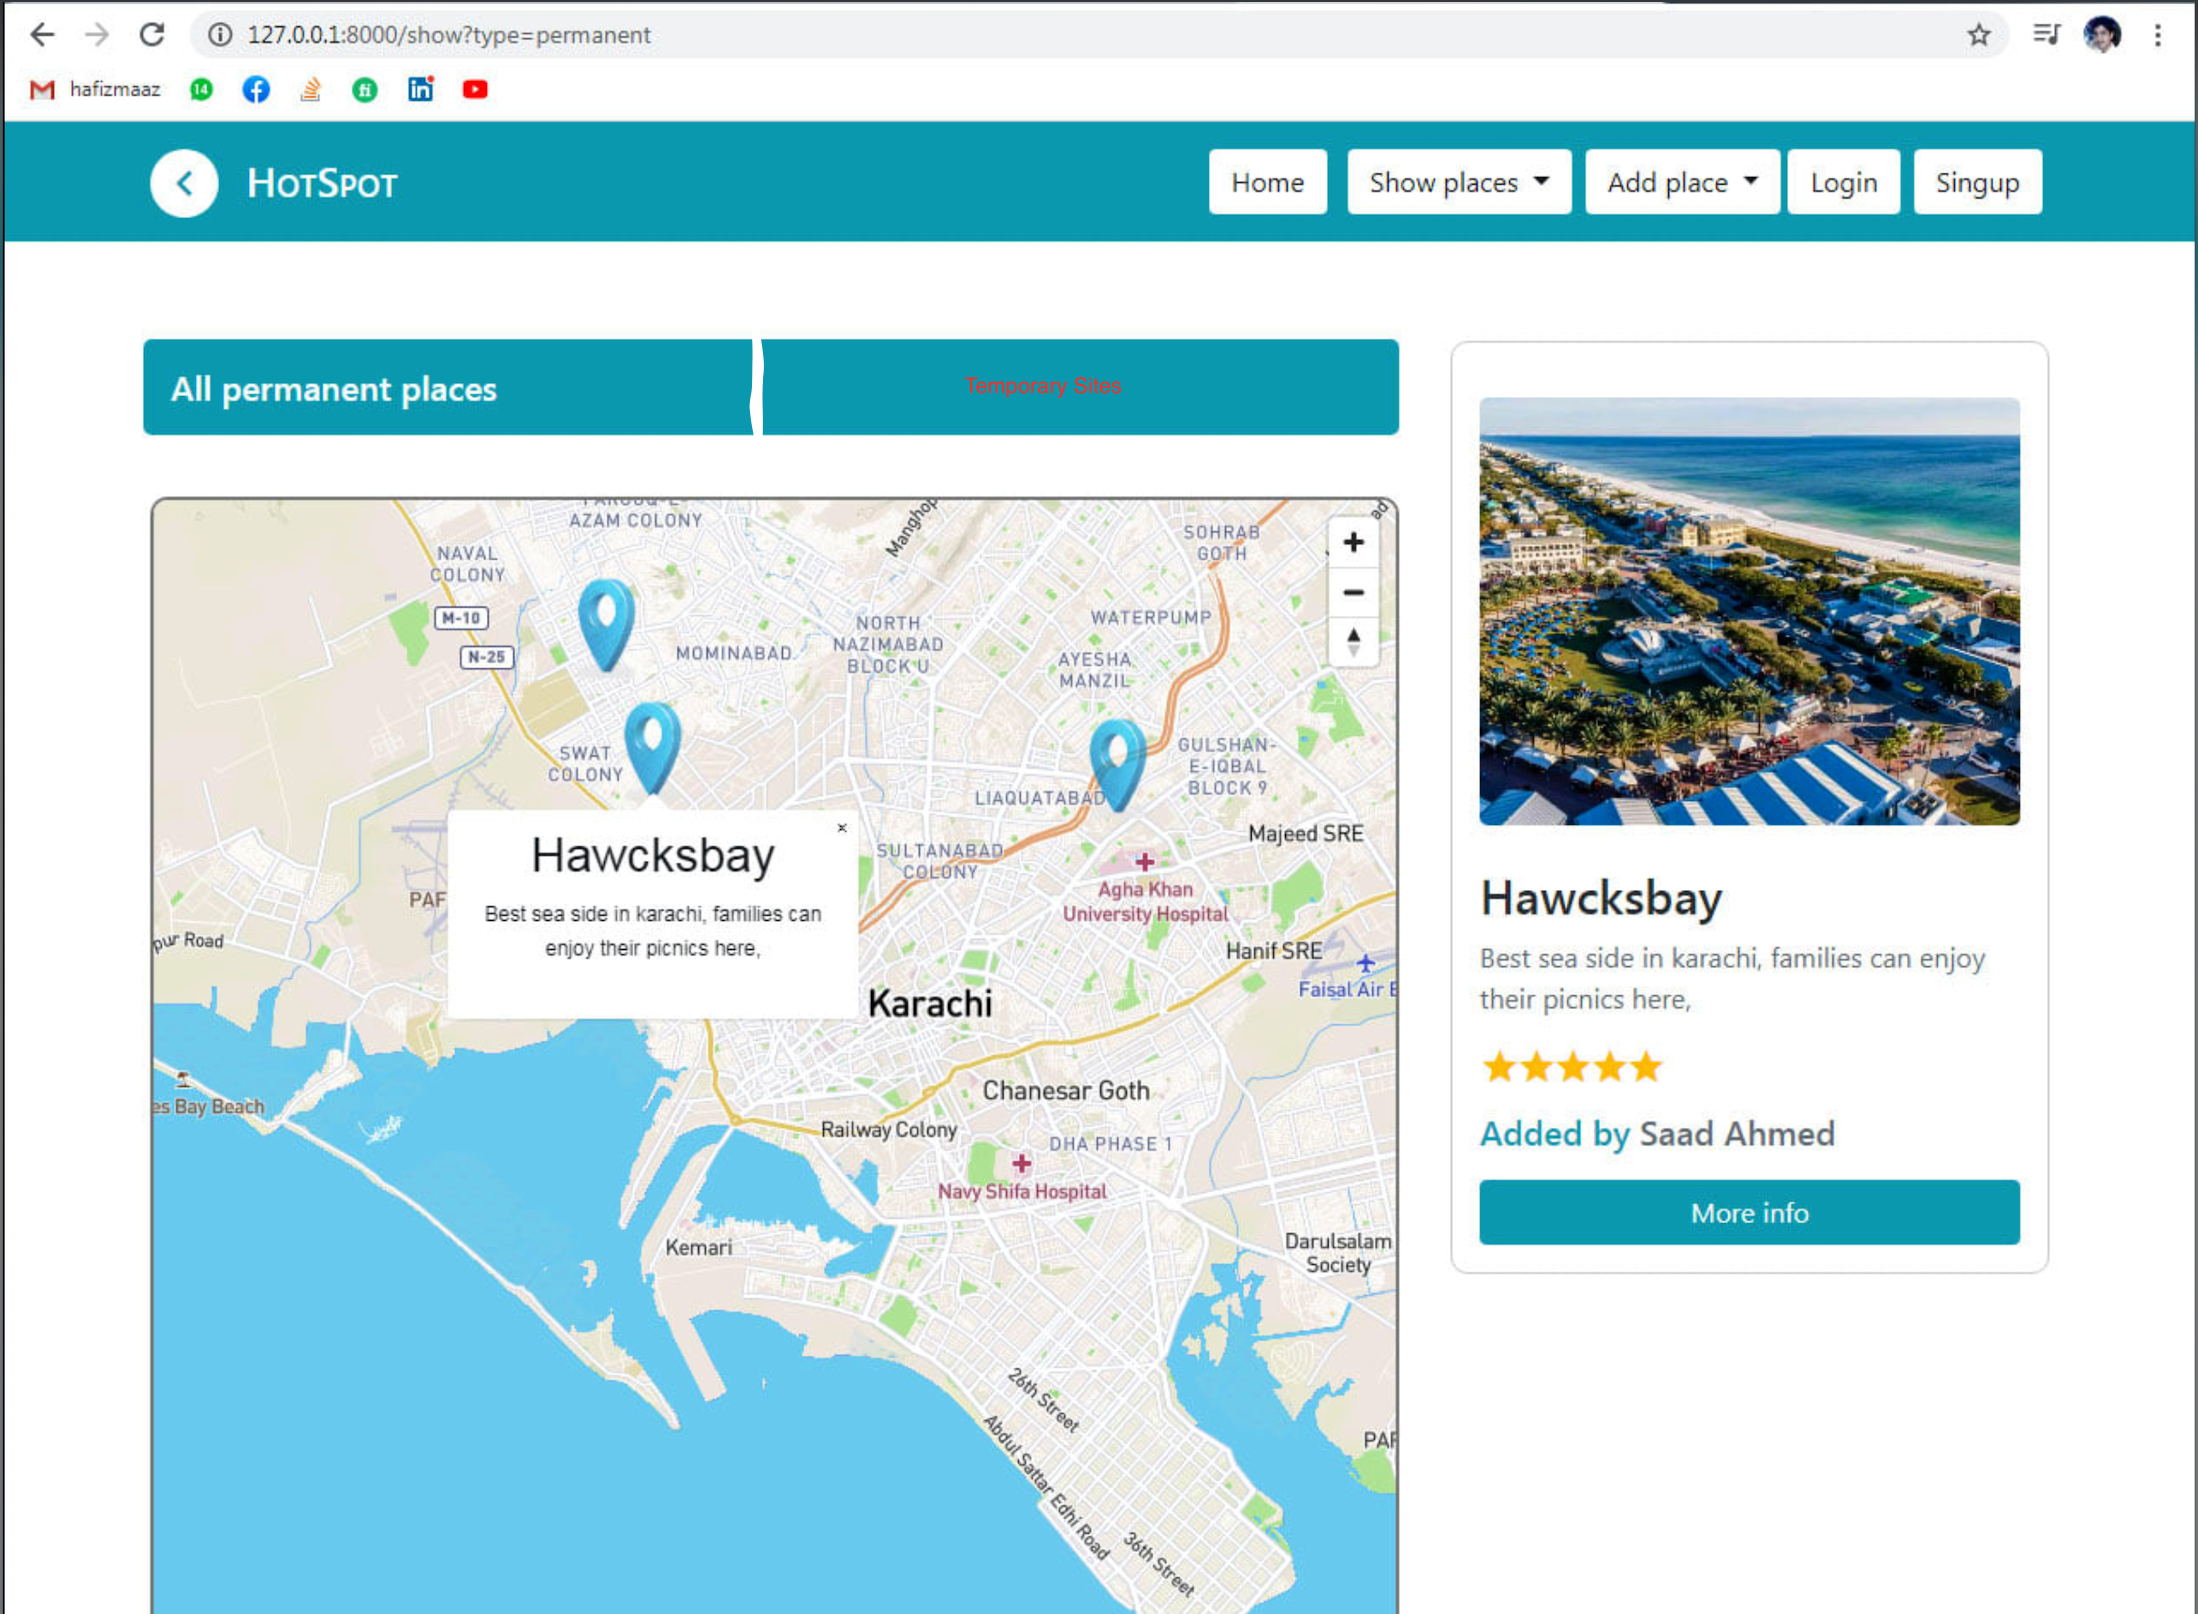 127.0.0.1:8000/show?type=permanent
hafizmaaz
14
fi
in
HOTSPOT
Home
Show places
Add place
Login
Singup
All permanent places
Temporary Sites
AZAM COLONY
Manghop
ad
SOHRAB
GOTH
NAVAL
COLONY
M-10
N-25
MOMINABAD
NORTH
NAZIMABAD
BLOCK U
WATERPUMP
AYESHA
MANZIL
SWAT
COLONY
GULSHAN-
E-IQBAL
BLOCK 9
LIAQUATABAD
Majeed SRE
SULTANABAD
COLONY
Agha Khan
University Hospital
PAF
Hawcksbay
Best sea side in karachi, families can
enjoy their picnics here,
pur Road
Hanif SRE
Faisal Air B
Karachi
Chanesar Goth
es Bay Beach
Railway Colony
DHA PHASE 1
Navy Shifa Hospital
Kemari
Darulsalam
Society
26th Street
Abdul Sattar Edhi Road
36th Street
PAF
Hawcksbay
Best sea side in karachi, families can enjoy
their picnics here,
Added by Saad Ahmed
More info